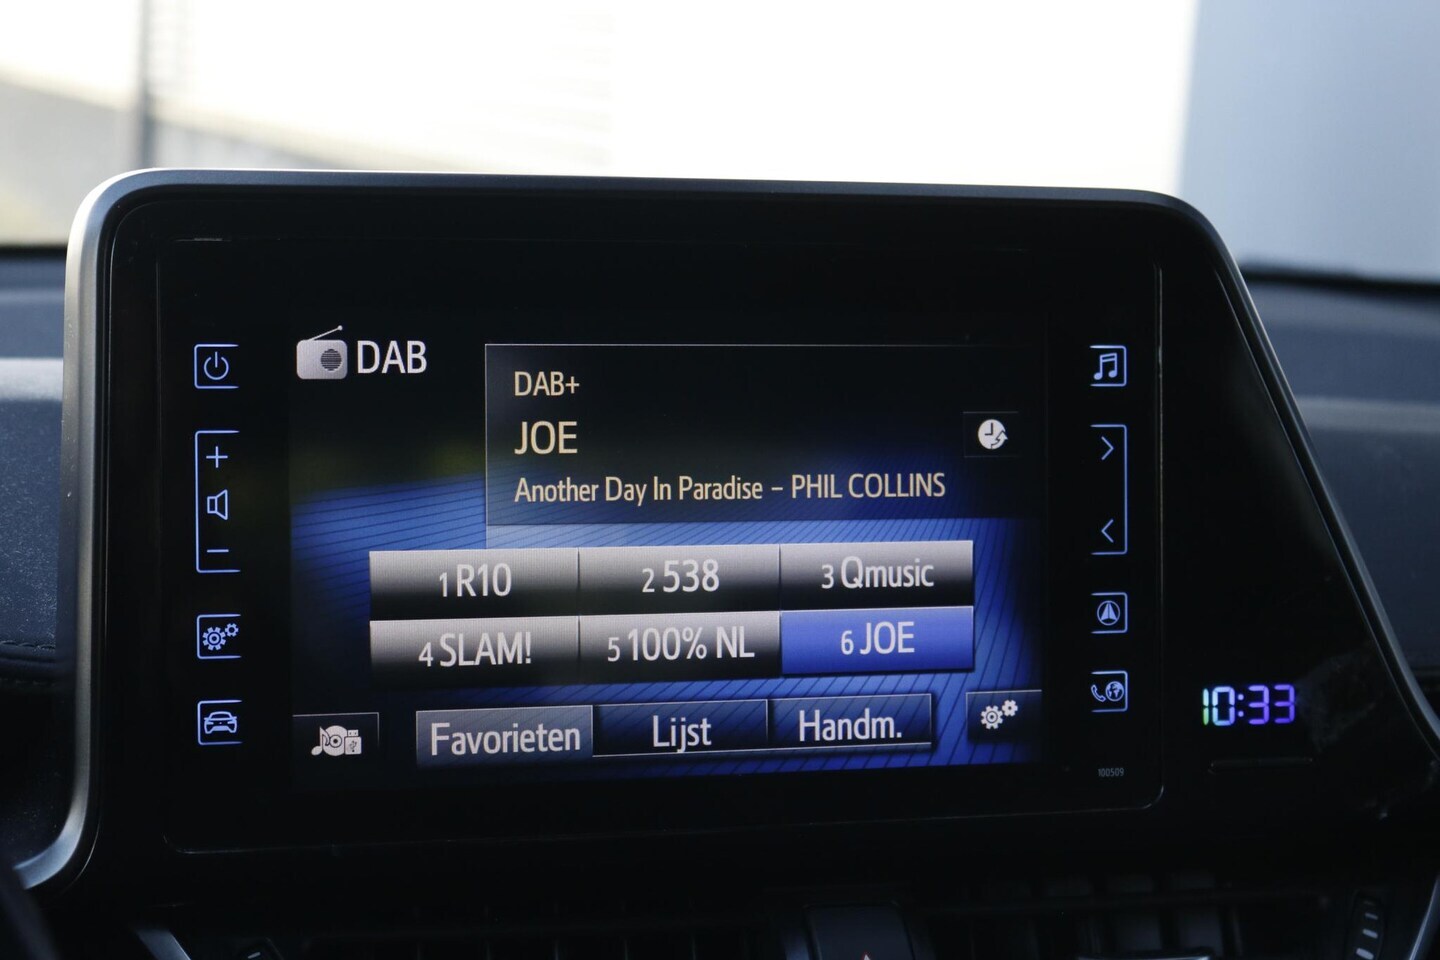 DAB
DAB+
JOE
Another Day In Paradise – PHIL COLLINS
1 R10
2 538
3 Qmusic
4 SLAM!
5 100% NL
6 JOE
Favorieten
Lijst
Handm.
10:33
100509